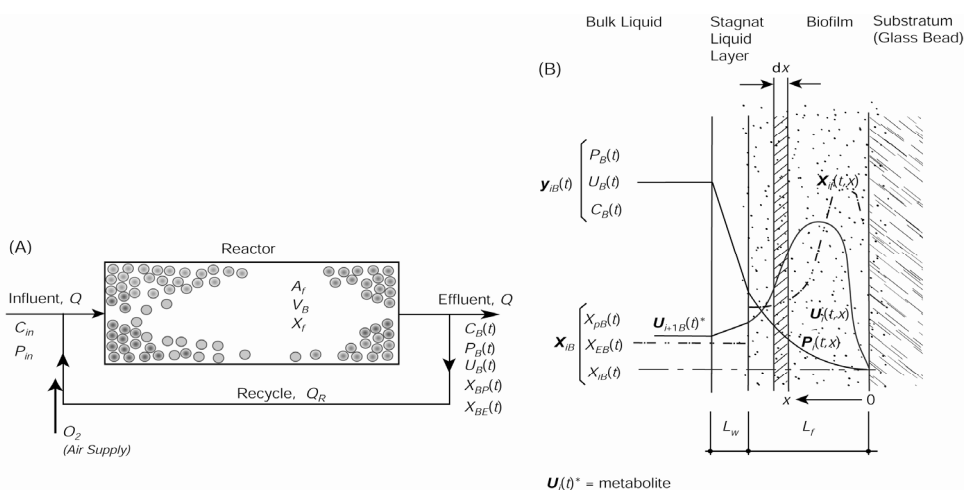 (A)
Reactor
Influent, Q
C_in
P_in
A_f
V_B
X_f
Effluent, Q
C_B(t)
P_B(t)
U_B(t)
X_BP(t)
X_BE(t)
Recycle, Q_R
O_2
(Air Supply)
(B)
Bulk Liquid
Stagnat
Liquid
Layer
Biofilm
Substratum
(Glass Bead)
dx
y_iB(t)
P_B(t)
U_B(t)
C_B(t)
X_if(t,x)
X_iB
X_pB(t)
X_EB(t)
X_IB(t)
U_i+1B(t)*
U_i(t,x)
P_i(t,x)
x
0
L_w
L_f
U_i(t)* = metabolite